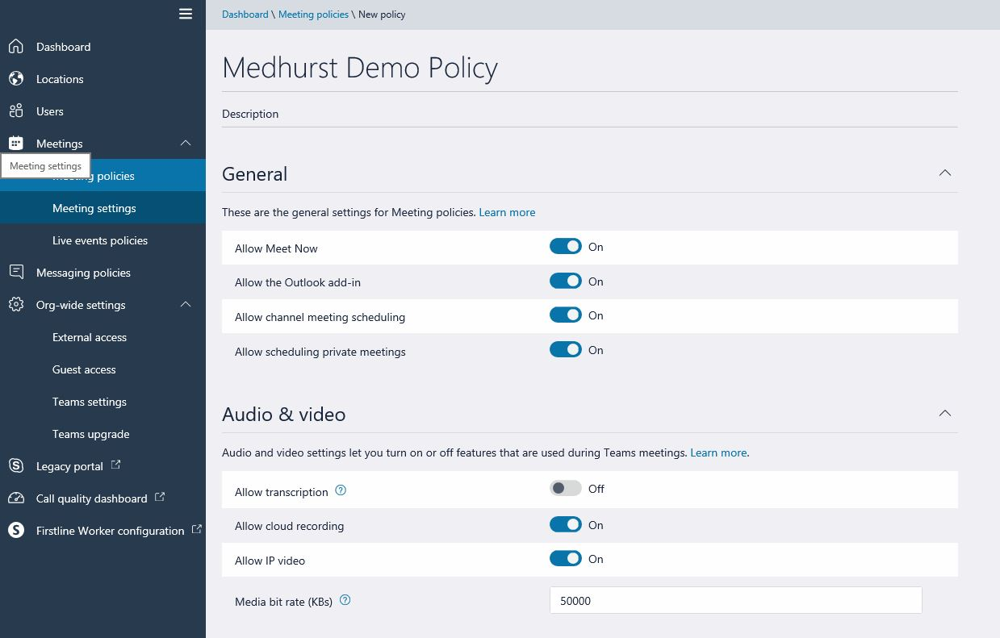 Dashboard \ Meeting policies \ New policy
Dashboard
Locations
Users
Meetings
Meeting settings
Meeting policies
Meeting settings
Live events policies
Messaging policies
Org-wide settings
External access
Guest access
Teams settings
Teams upgrade
Legacy portal
Call quality dashboard
Firstline Worker configuration
Medhurst Demo Policy
Description
General
These are the general settings for Meeting policies. Learn more
Allow Meet Now On
Allow the Outlook add-in On
Allow channel meeting scheduling On
Allow scheduling private meetings On
Audio & video
Audio and video settings let you turn on or off features that are used during Teams meetings. Learn more.
Allow transcription ? Off
Allow cloud recording On
Allow IP video On
Media bit rate (KBs) ? 50000